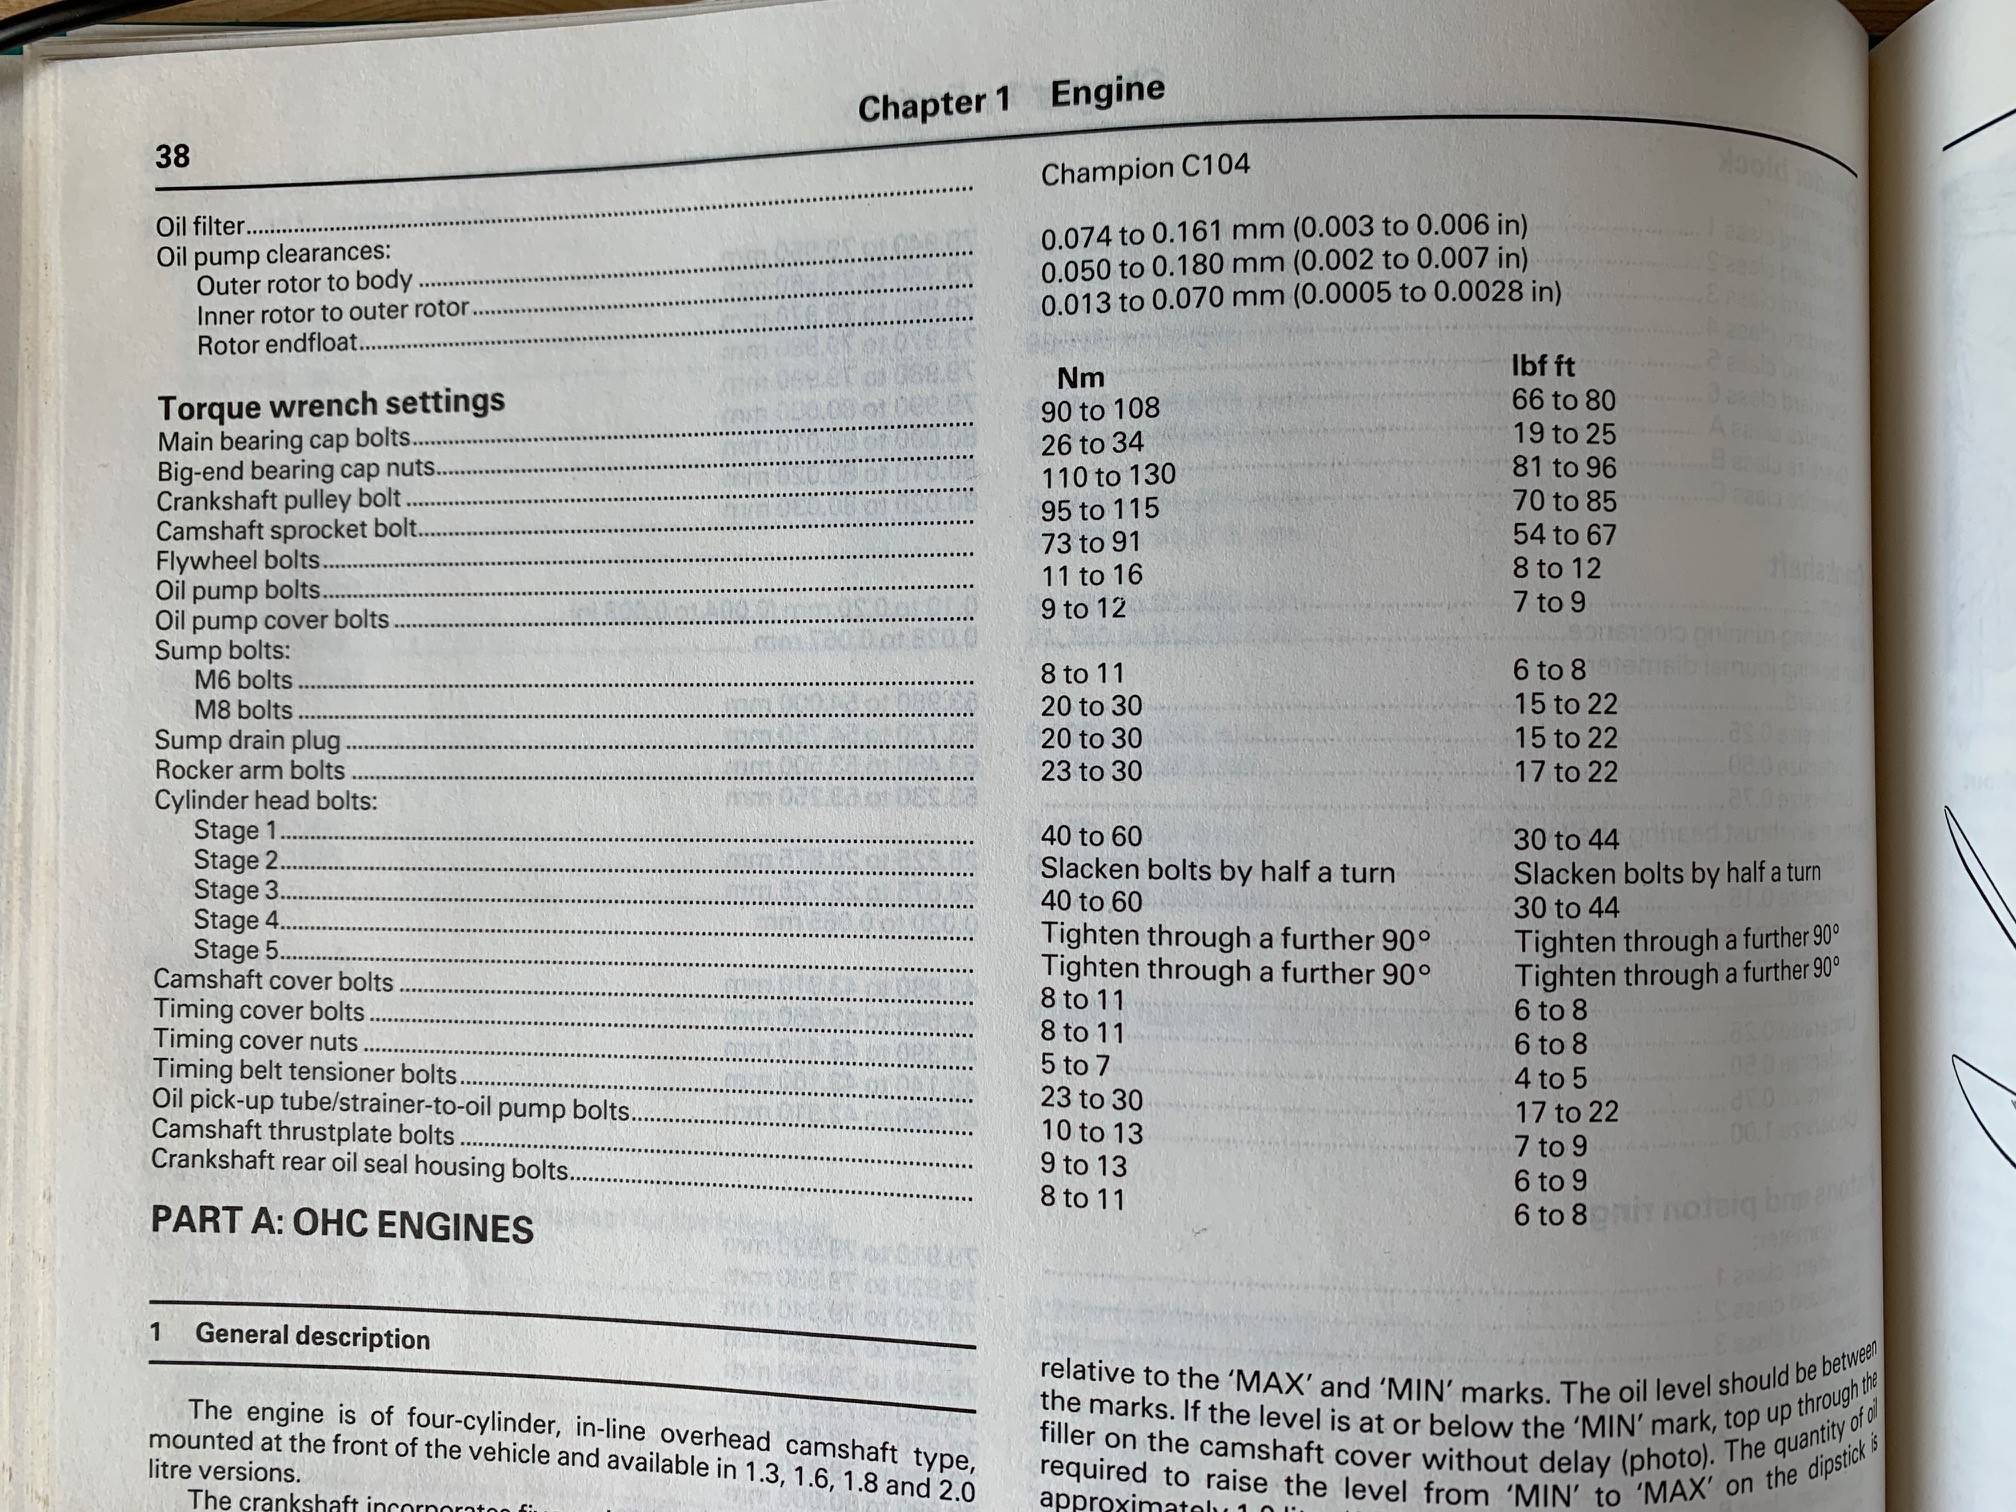 Chapter 1 Engine
38
Oil filter Champion C104
Oil pump clearances:
Outer rotor to body 0.074 to 0.161 mm (0.003 to 0.006 in)
Inner rotor to outer rotor 0.050 to 0.180 mm (0.002 to 0.007 in)
Rotor endfloat 0.013 to 0.070 mm (0.0005 to 0.0028 in)
Torque wrench settings Nm lbf ft
Main bearing cap bolts 90 to 108 66 to 80
Big-end bearing cap nuts 26 to 34 19 to 25
Crankshaft pulley bolt 110 to 130 81 to 96
Camshaft sprocket bolt 95 to 115 70 to 85
Flywheel bolts 73 to 91 54 to 67
Oil pump bolts 11 to 16 8 to 12
Oil pump cover bolts 9 to 12 7 to 9
Sump bolts:
M6 bolts 8 to 11 6 to 8
M8 bolts 20 to 30 15 to 22
Sump drain plug 20 to 30 15 to 22
Rocker arm bolts 23 to 30 17 to 22
Cylinder head bolts:
Stage 1 40 to 60 30 to 44
Stage 2 Slacken bolts by half a turn Slacken bolts by half a turn
Stage 3 40 to 60 30 to 44
Stage 4 Tighten through a further 90° Tighten through a further 90°
Stage 5 Tighten through a further 90° Tighten through a further 90°
Camshaft cover bolts 8 to 11 6 to 8
Timing cover bolts 8 to 11 6 to 8
Timing cover nuts 5 to 7 4 to 5
Timing belt tensioner bolts 23 to 30 17 to 22
Oil pick-up tube/strainer-to-oil pump bolts 10 to 13 7 to 9
Camshaft thrustplate bolts 9 to 13 6 to 9
Crankshaft rear oil seal housing bolts 8 to 11 6 to 8
PART A: OHC ENGINES
1 General description
The engine is of four-cylinder, in-line overhead camshaft type,
mounted at the front of the vehicle and available in 1.3, 1.6, 1.8 and 2.0
litre versions.
The crankshaft incorporates
relative to the 'MAX' and 'MIN' marks. The oil level should be between
the marks. If the level is at or below the 'MIN' mark, top up through the
filler on the camshaft cover without delay (photo). The quantity of oil
required to raise the level from 'MIN' to 'MAX' on the dipstick is
approximately